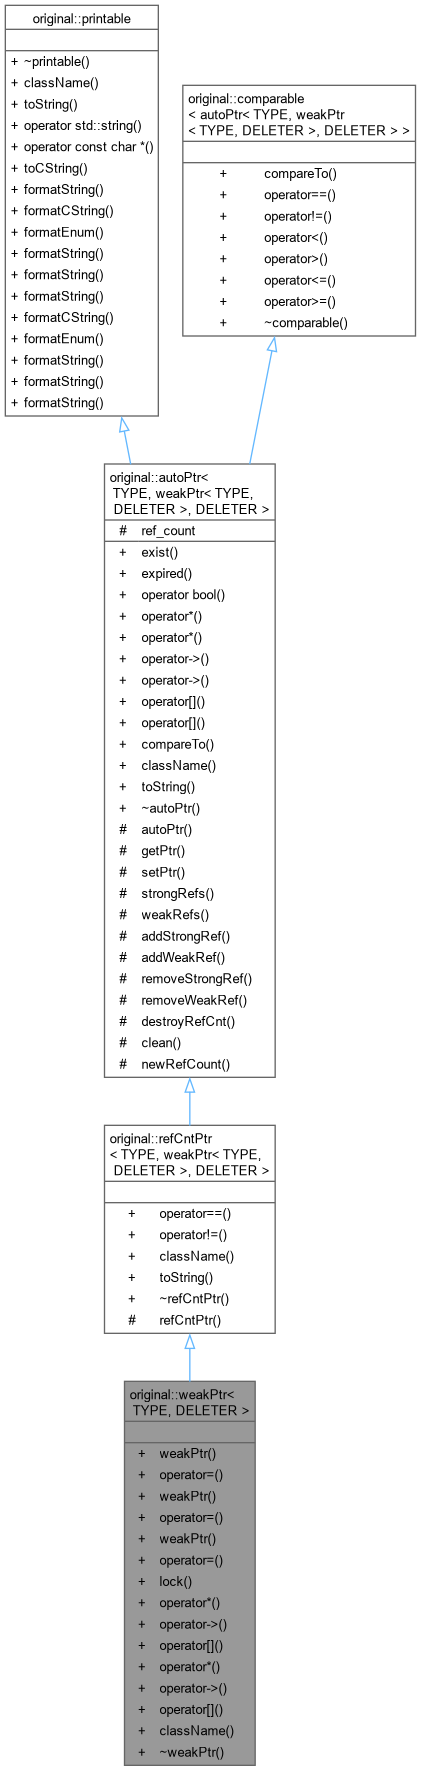 original::printable
+ ~printable()
+ className()
+ toString()
+ operator std::string()
+ operator const char *()
+ toCString()
+ formatString()
+ formatCString()
+ formatEnum()
+ formatString()
+ formatString()
+ formatString()
+ formatCString()
+ formatEnum()
+ formatString()
+ formatString()
+ formatString()
original::comparable
< autoPtr< TYPE, weakPtr
< TYPE, DELETER >, DELETER > >
+ compareTo()
+ operator==()
+ operator!=()
+ operator<()
+ operator>()
+ operator<=()
+ operator>=()
+ ~comparable()
original::autoPtr<
TYPE, weakPtr< TYPE,
DELETER >, DELETER >
# ref_count
+ exist()
+ expired()
+ operator bool()
+ operator*()
+ operator*()
+ operator->()
+ operator->()
+ operator[]()
+ operator[]()
+ compareTo()
+ className()
+ toString()
+ ~autoPtr()
# autoPtr()
# getPtr()
# setPtr()
# strongRefs()
# weakRefs()
# addStrongRef()
# addWeakRef()
# removeStrongRef()
# removeWeakRef()
# destroyRefCnt()
# clean()
# newRefCount()
original::refCntPtr
< TYPE, weakPtr< TYPE,
DELETER >, DELETER >
+ operator==()
+ operator!=()
+ className()
+ toString()
+ ~refCntPtr()
# refCntPtr()
original::weakPtr<
TYPE, DELETER >
+ weakPtr()
+ operator=()
+ weakPtr()
+ operator=()
+ weakPtr()
+ operator=()
+ lock()
+ operator*()
+ operator->()
+ operator[]()
+ operator*()
+ operator->()
+ operator[]()
+ className()
+ ~weakPtr()